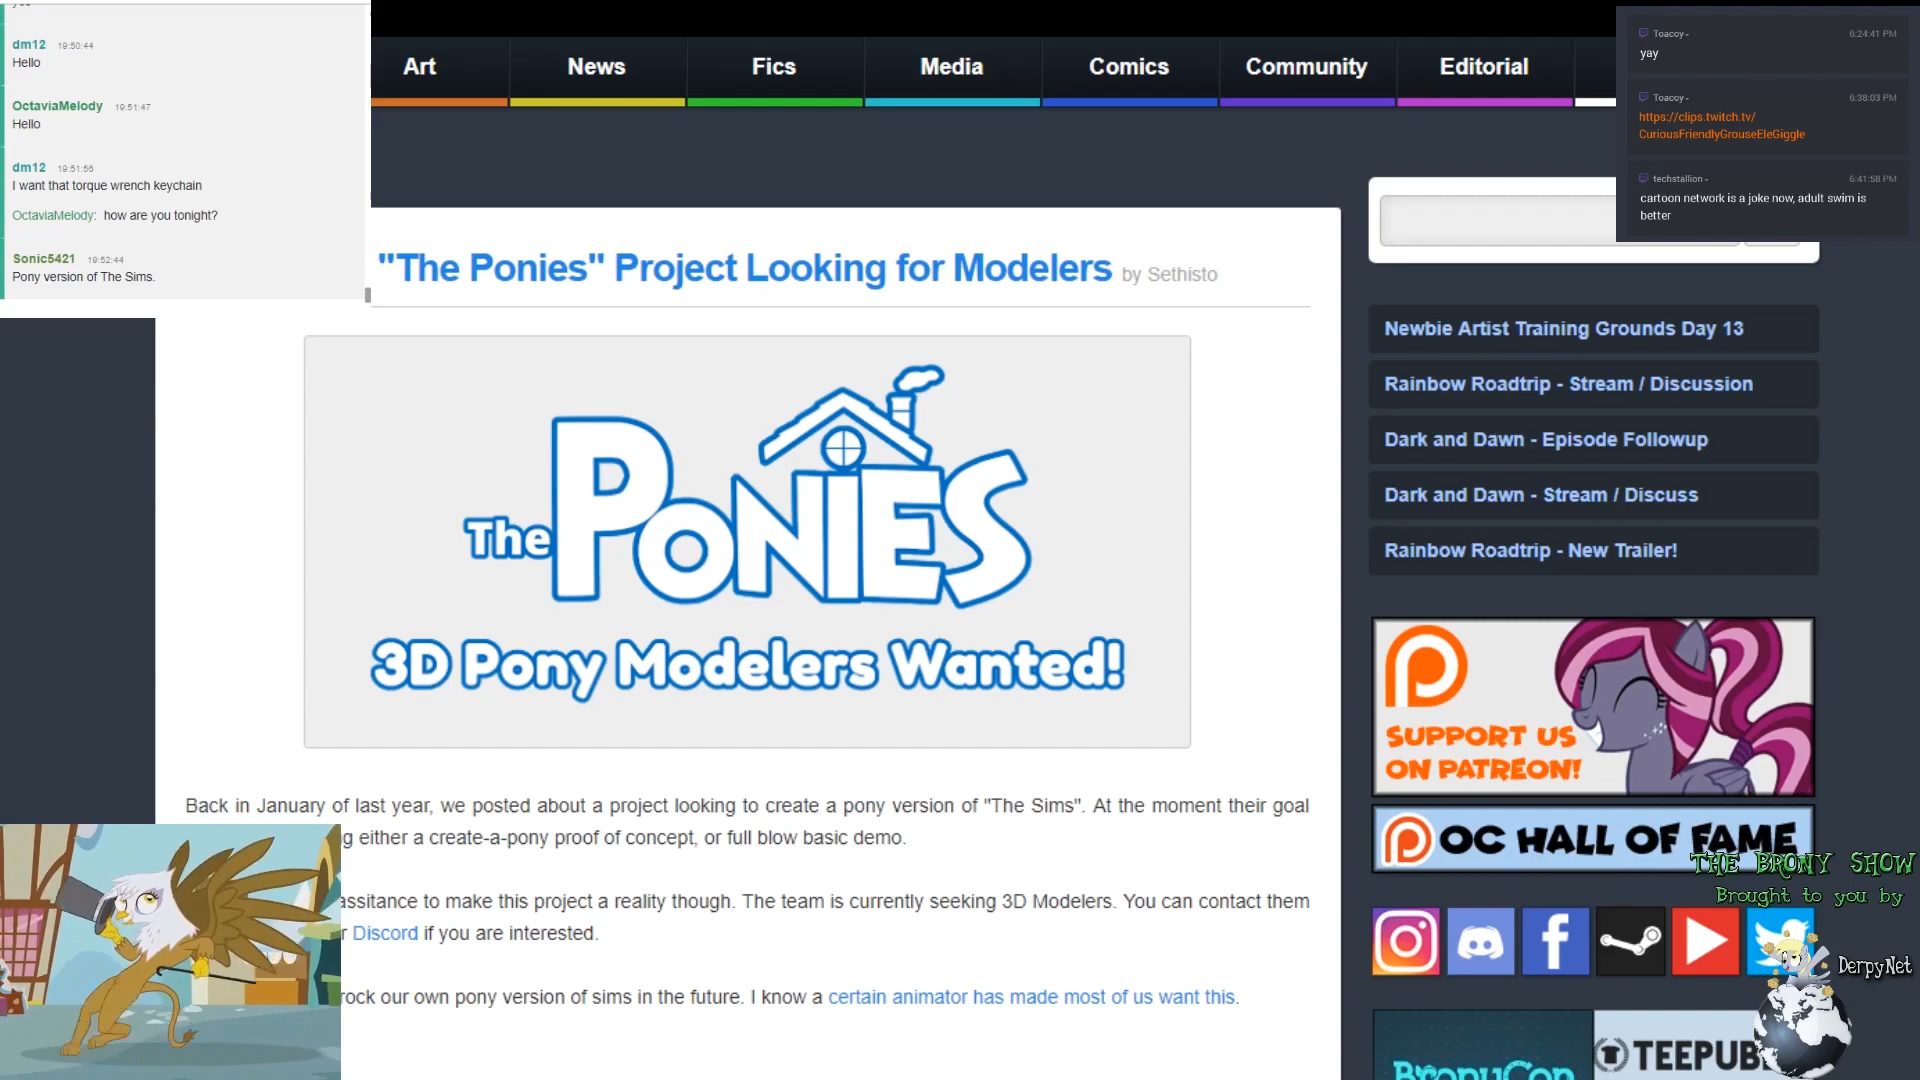 dm12 19:50:44
Hello
OctaviaMelody 19:51:47
Hello
dm12 19:51:56
I want that torque wrench keychain
OctaviaMelody: how are you tonight?
Sonic5421 19:52:44
Pony version of The Sims.
Art News Fics Media Comics Community Editorial
Toacoy 6:24:41 PM
yay
Toacoy 6:38:03 PM
https://clips.twitch.tv/
CuriousFriendlyGrouseEleGiggle
techstallion 6:41:58 PM
cartoon network is a joke now, adult swim is
better
"The Ponies" Project Looking for Modelers by Sethisto
The PONIES
3D Pony Modelers Wanted!
Back in January of last year, we posted about a project looking to create a pony version of "The Sims". At the moment their goal
g either a create-a-pony proof of concept, or full blow basic demo.
assitance to make this project a reality though. The team is currently seeking 3D Modelers. You can contact them
r Discord if you are interested.
rock our own pony version of sims in the future. I know a certain animator has made most of us want this.
Newbie Artist Training Grounds Day 13
Rainbow Roadtrip - Stream / Discussion
Dark and Dawn - Episode Followup
Dark and Dawn - Stream / Discuss
Rainbow Roadtrip - New Trailer!
SUPPORT US
ON PATREON!
OC HALL OF FAME
THE BRONY SHOW
Brought to you by
DerpyNet
BronyCon
TEEPUB